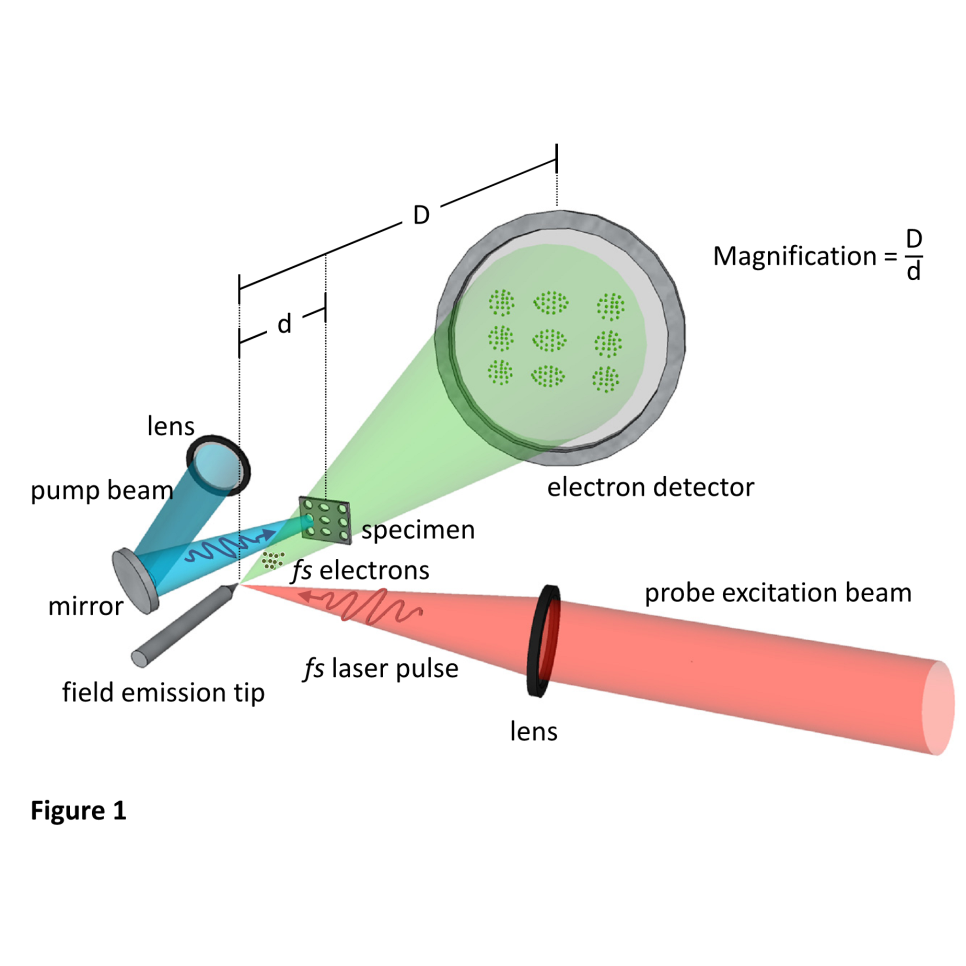 D
Magnification = D/d
d
lens
pump beam
electron detector
specimen
fs electrons
mirror
probe excitation beam
fs laser pulse
field emission tip
lens
Figure 1